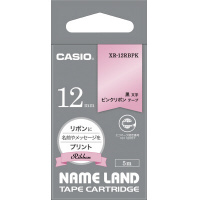 CASIO
XR-12RBPK
12mm
黒文字
ピンクリボン
テープ
リボンに
名前やメッセージを
プリント
Ribbon
5m
NAME LAND
TAPE CARTRIDGE